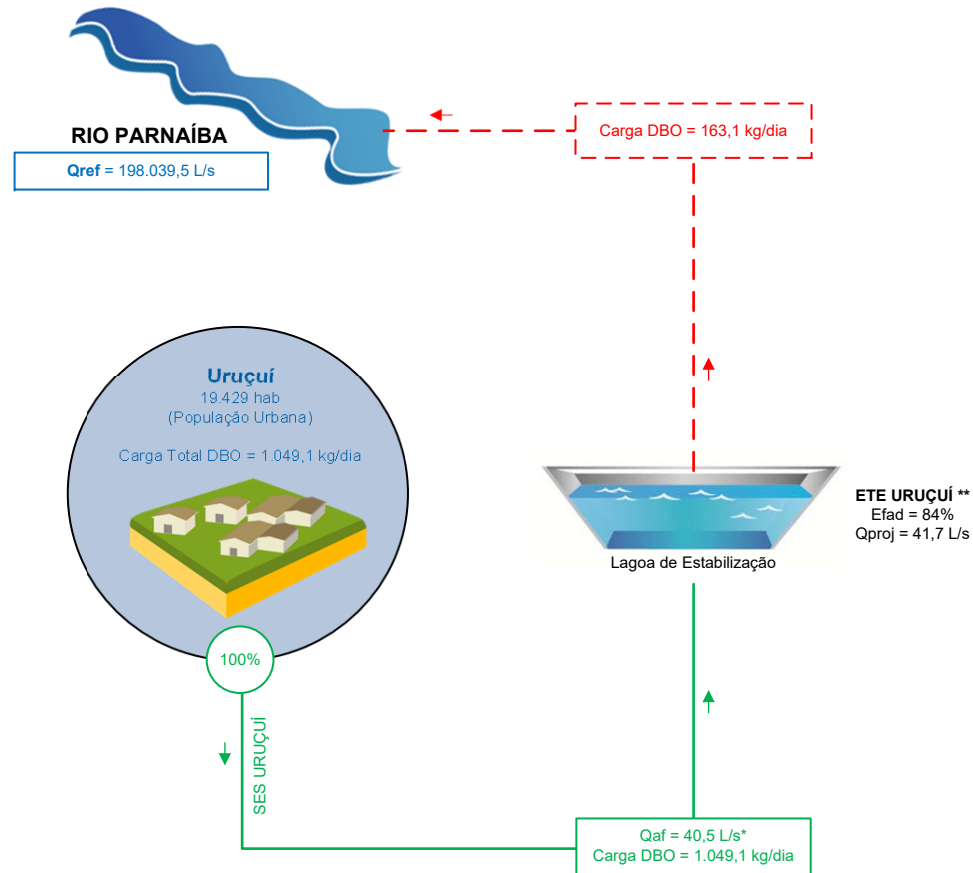 RIO PARNAÍBA
Qref = 198.039,5 L/s
Carga DBO = 163,1 kg/dia
Uruçuí
19.429 hab
(População Urbana)
Carga Total DBO = 1.049,1 kg/dia
ETE URUÇUÍ **
Efad = 84%
Qproj = 41,7 L/s
Lagoa de Estabilização
100%
SES URUÇUÍ
Qaf = 40,5 L/s*
Carga DBO = 1.049,1 kg/dia